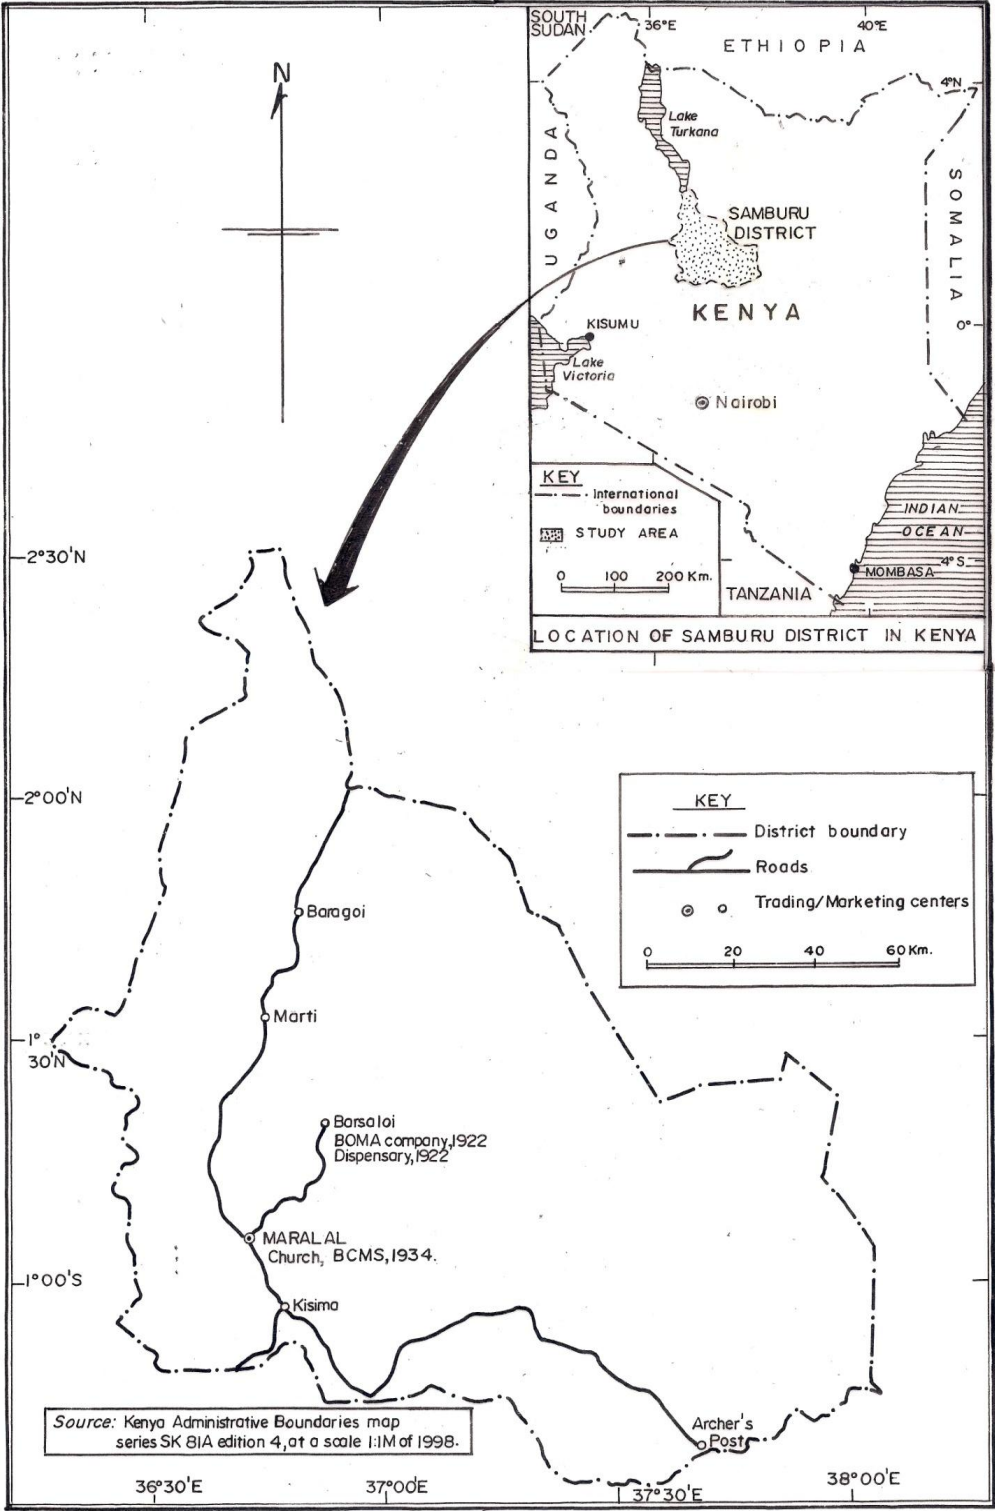 SOUTH
SUDAN
36°E
40°E
ETHIOPIA
4°N
Lake
Turkana
UGANDA
SOMALIA
SAMBURU
DISTRICT
KENYA
0°
KISUMU
Lake
Victoria
Nairobi
KEY
International
boundaries
STUDY AREA
0 100 200 Km.
INDIAN
OCEAN
4°S
MOMBASA
TANZANIA
LOCATION OF SAMBURU DISTRICT IN KENYA
N
2°30'N
2°00'N
KEY
District boundary
Roads
Trading/Marketing centers
0 20 40 60 Km.
Baragoi
Marti
1°
30'N
Barsaloi
BOMA company,1922
Dispensary,1922
MARALAL
Church, BCMS,1934.
1°00'S
Kisima
Archer's
Post
Source: Kenya Administrative Boundaries map
series SK 81A edition 4, at a scale 1:1M of 1998.
36°30'E
37°00'E
37°30'E
38°00'E